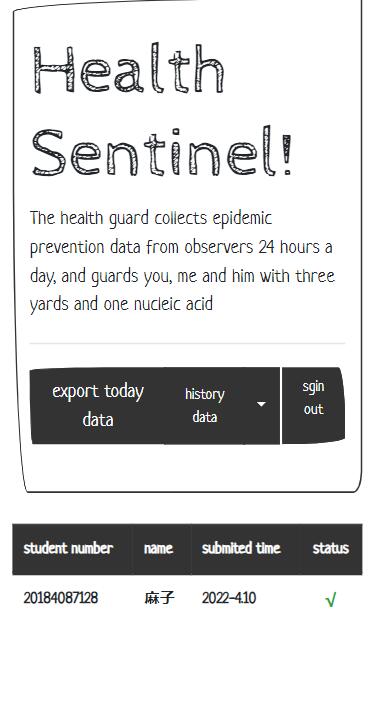 Health
Sentinel!
The health guard collects epidemic
prevention data from observers 24 hours a
day, and guards you, me and him with three
yards and one nucleic acid
export today
data
history
data
sgin
out
student number name submited time status
20184087128 麻子 2022-4.10 √